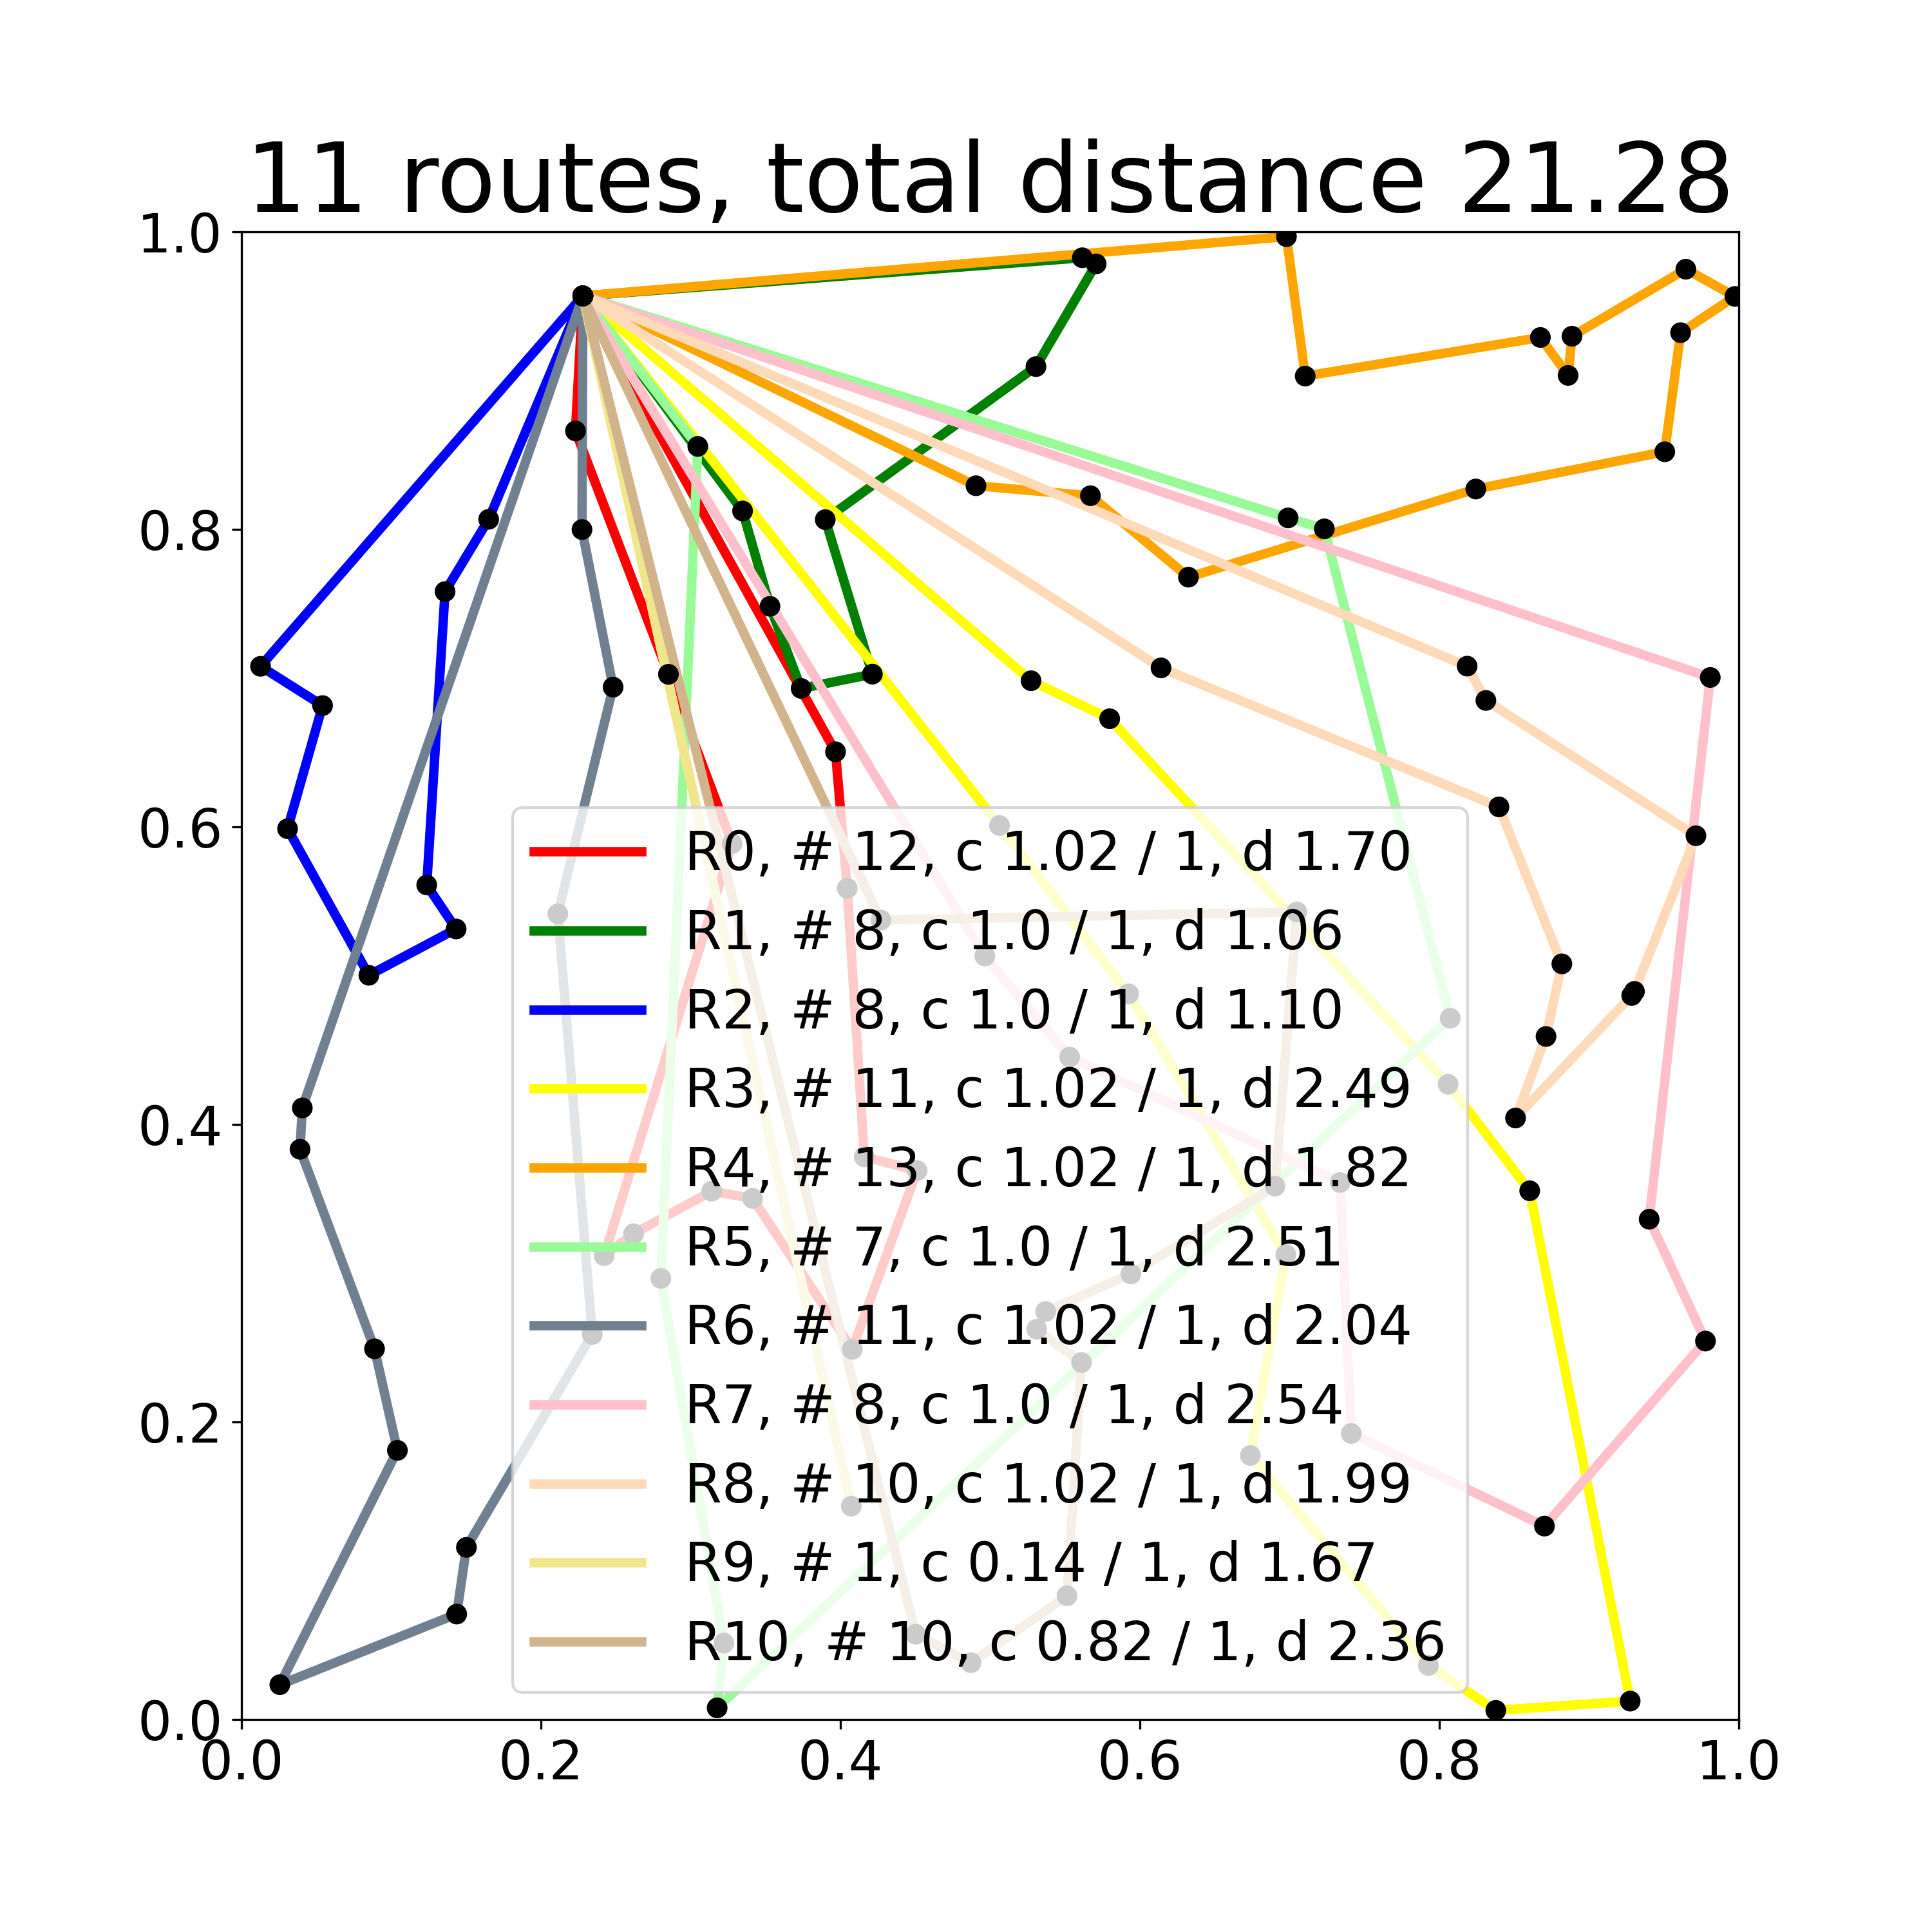 11 routes, total distance 21.28
1.0
0.8
0.6
0.4
0.2
0.0
R0, # 12, c 1.02 / 1, d 1.70
R1, # 8, c 1.0 / 1, d 1.06
R2, # 8, c 1.0 / 1, d 1.10
R3, # 11, c 1.02 / 1, d 2.49
R4, # 13, c 1.02 / 1, d 1.82
R5, # 7, c 1.0 / 1, d 2.51
R6, # 11, c 1.02 / 1, d 2.04
R7, # 8, c 1.0 / 1, d 2.54
R8, # 10, c 1.02 / 1, d 1.99
R9, # 1, c 0.14 / 1, d 1.67
R10, # 10, c 0.82 / 1, d 2.36
0.0 0.2 0.4 0.6 0.8 1.0